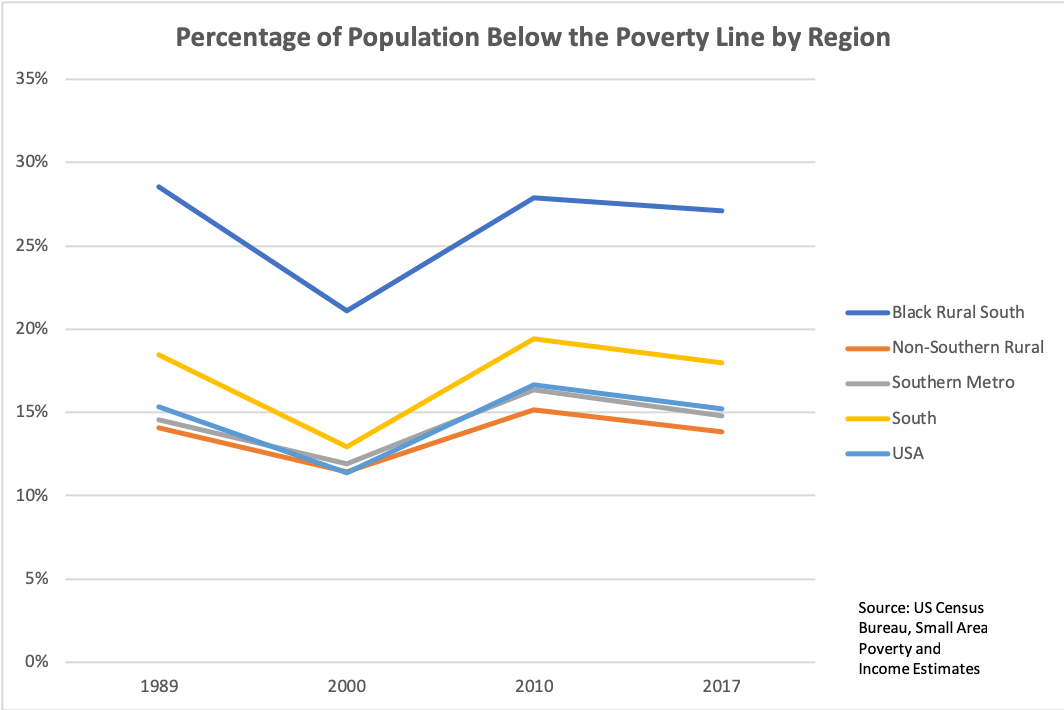 Percentage of Population Below the Poverty Line by Region
35%
30%
25%
20%
15%
10%
5%
0%
1989 2000 2010 2017
Black Rural South
Non-Southern Rural
Southern Metro
South
USA
Source: US Census
Bureau, Small Area
Poverty and
Income Estimates